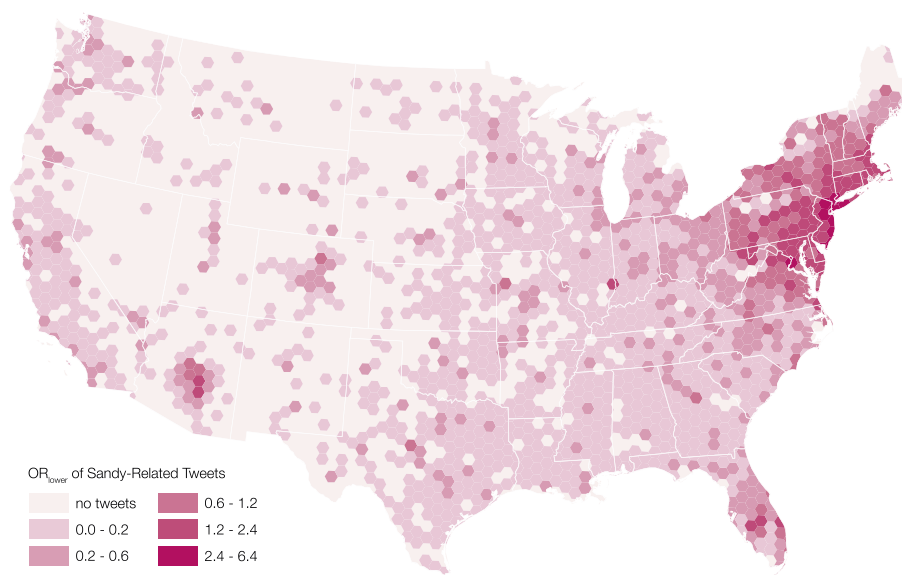 ORlower of Sandy-Related Tweets
no tweets
0.0 - 0.2
0.2 - 0.6
0.6 - 1.2
1.2 - 2.4
2.4 - 6.4